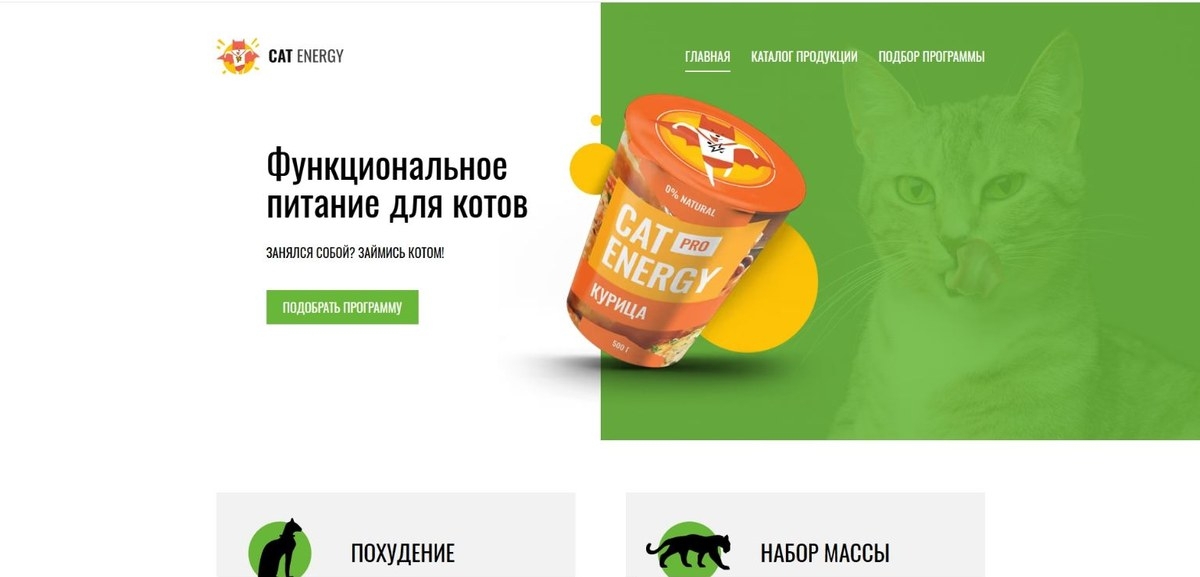 CAT ENERGY
ГЛАВНАЯ КАТАЛОГ ПРОДУКЦИИ ПОДБОР ПРОГРАММЫ
Функциональное
питание для котов
ЗАНЯЛСЯ СОБОЙ? ЗАЙМИСЬ КОТОМ!
ПОДОБРАТЬ ПРОГРАММУ
0% NATURAL
CAT PRO
ENERGY
КУРИЦА
500 г
ПОХУДЕНИЕ
НАБОР МАССЫ